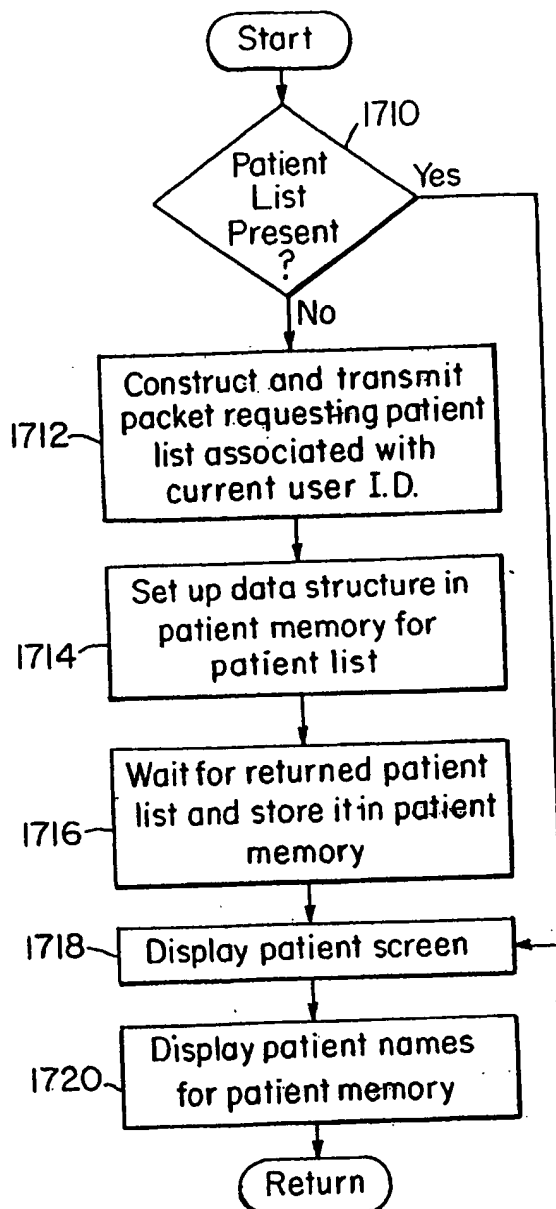 Start
1710
Patient
List
Present
?
Yes
No
1712
Construct and transmit
packet requesting patient
list associated with
current user I.D.
1714
Set up data structure in
patient memory for
patient list
1716
Wait for returned patient
list and store it in patient
memory
1718
Display patient screen
1720
Display patient names
for patient memory
Return